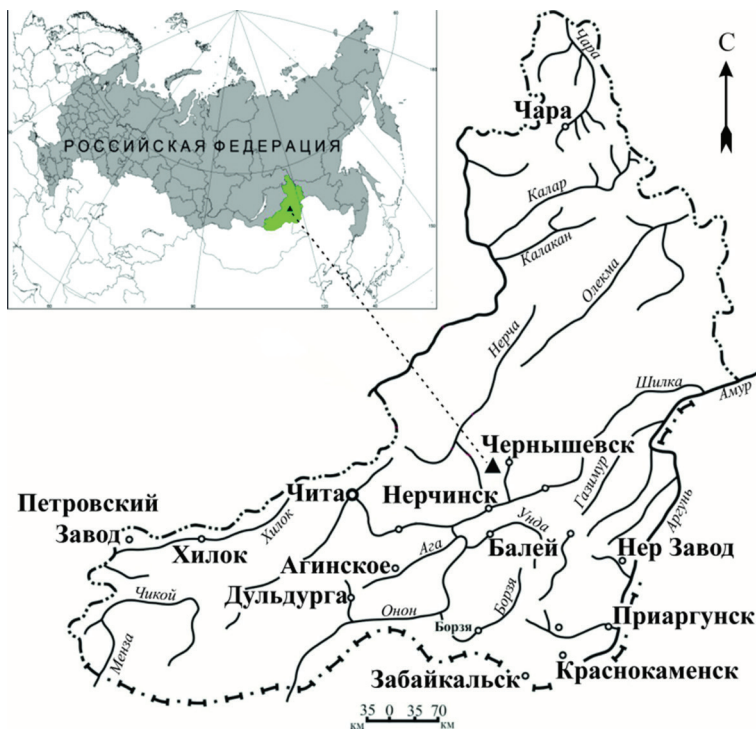 РОССИЙСКАЯ ФЕДЕРАЦИЯ
С
Чара
Чара
Калар
Калакан
Олекма
Нерча
Шилка
Амур
Чернышевск
Газимур
Чита
Нерчинск
Петровский
Завод
Хилок
Хилок
Унда
Аргунь
Ага
Балей
Нер Завод
Агинское
Чикой
Дульдурга
Онон
Борзя
Борзя
Приаргунск
Менза
Краснокаменск
Забайкальск
35 0 35 70
км км